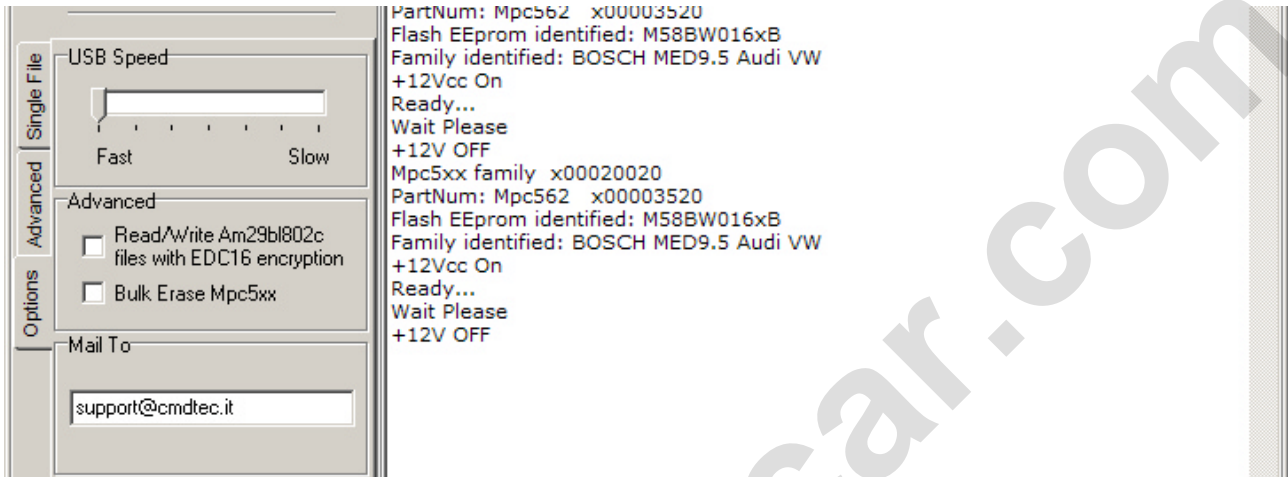 Single File
Advanced
Options
USB Speed
Fast Slow
Advanced
Read/Write Am29bl802c
files with EDC16 encryption
Bulk Erase Mpc5xx
Mail To
support@cmdtec.it
PartNum: Mpc562 x00003520
Flash EEprom identified: M58BW016xB
Family identified: BOSCH MED9.5 Audi VW
+12Vcc On
Ready...
Wait Please
+12V OFF
Mpc5xx family x00020020
PartNum: Mpc562 x00003520
Flash EEprom identified: M58BW016xB
Family identified: BOSCH MED9.5 Audi VW
+12Vcc On
Ready...
Wait Please
+12V OFF
car.com